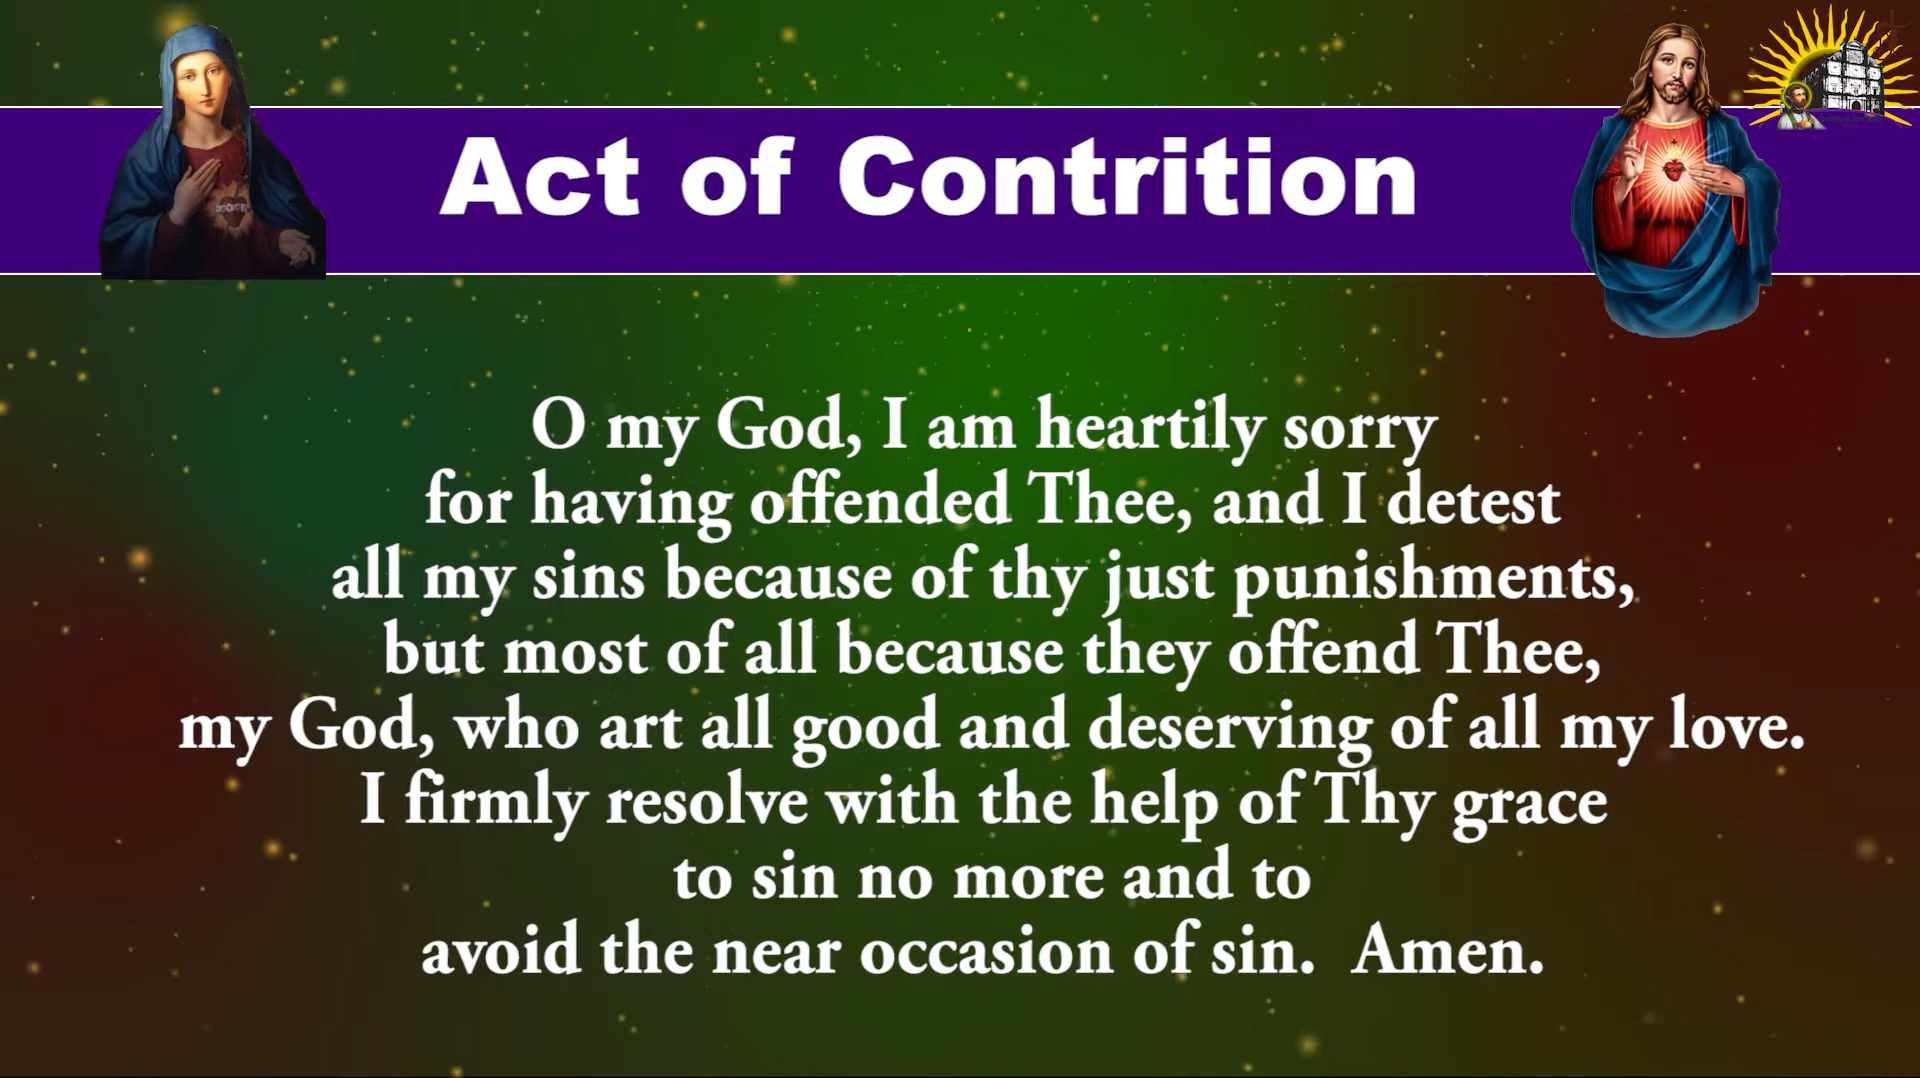 Act of Contrition
O my God, I am heartily sorry
for having offended Thee, and I detest
all my sins because of thy just punishments,
but most of all because they offend Thee,
my God, who art all good and deserving of all my love.
I firmly resolve with the help of Thy grace
to sin no more and to
avoid the near occasion of sin.  Amen.